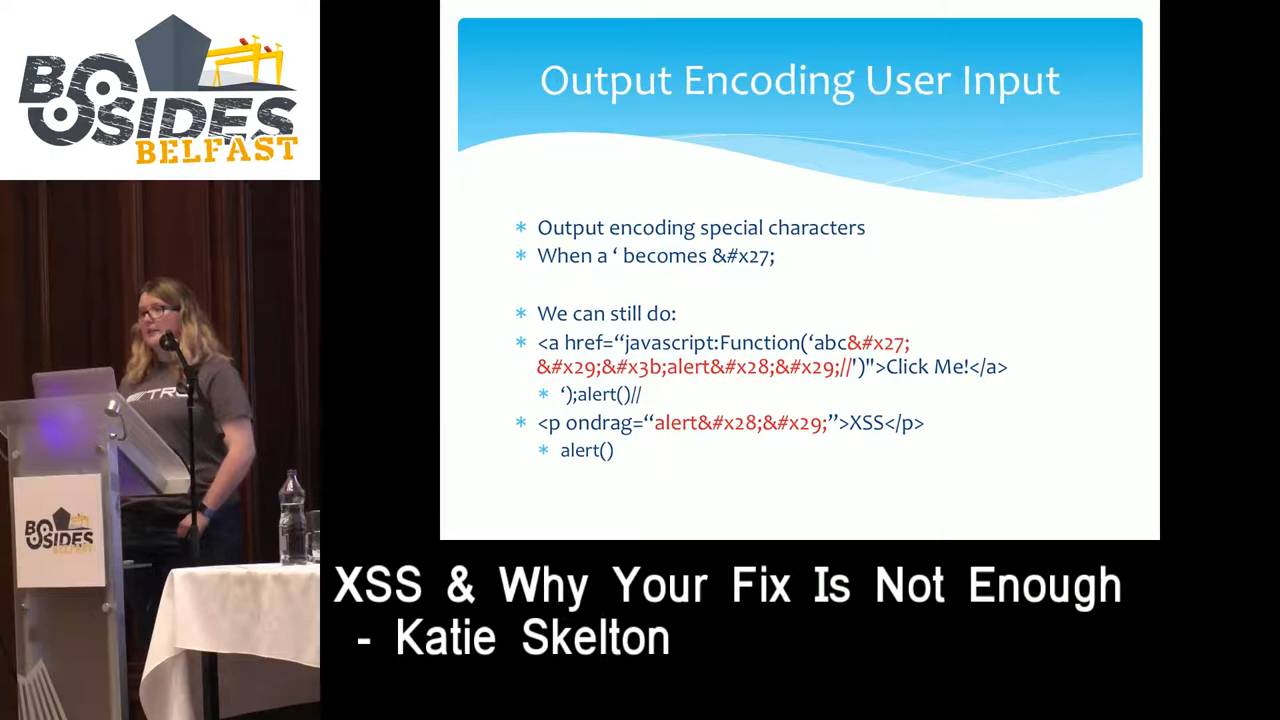 BSIDES
BELFAST
Output Encoding User Input
* Output encoding special characters
* When a ‘ becomes &#x27;
* We can still do:
* <a href=“javascript:Function(‘abc&#x27;
&#x29;&#x3b;alert&#x28;&#x29;//')">Click Me!</a>
* ‘);alert()//
* <p ondrag=“alert&#x28;&#x29;”>XSS</p>
* alert()
BSIDES
BELFAST
XSS & Why Your Fix Is Not Enough
- Katie Skelton